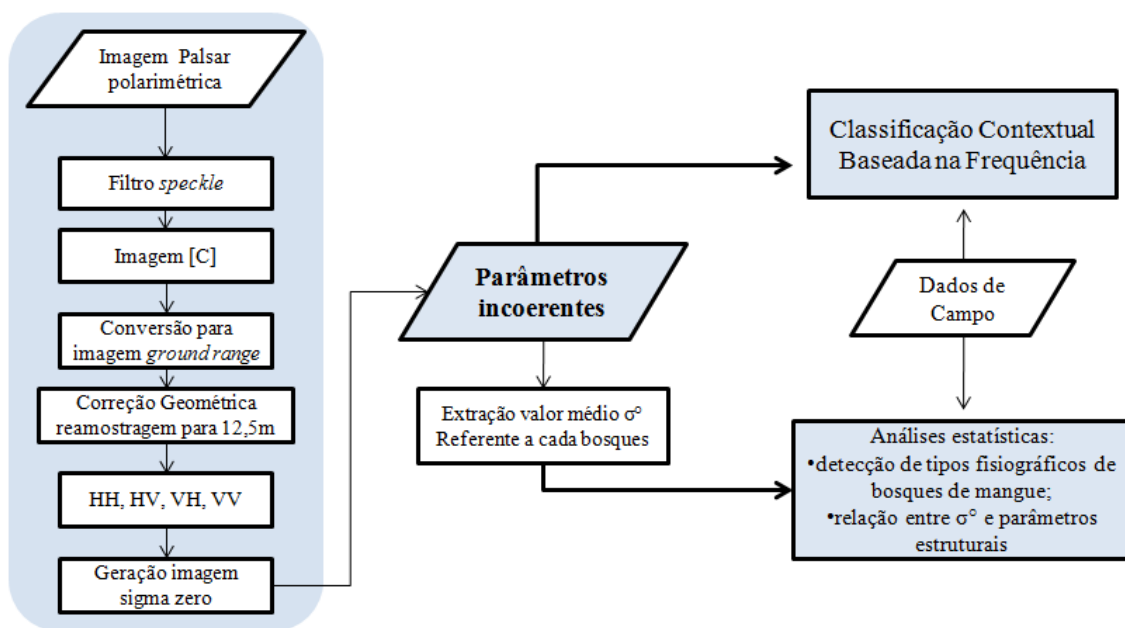 Imagem Palsar
polarimétrica
Filtro speckle
Imagem [C]
Conversão para
imagem ground range
Correção Geométrica
reamostragem para 12,5m
HH, HV, VH, VV
Geração imagem
sigma zero
Parâmetros
incoerentes
Extração valor médio σ°
Referente a cada bosques
Classificação Contextual
Baseada na Frequência
Dados de
Campo
Análises estatísticas:
•detecção de tipos fisiográficos de
bosques de mangue;
•relação entre σ° e parâmetros
estruturais